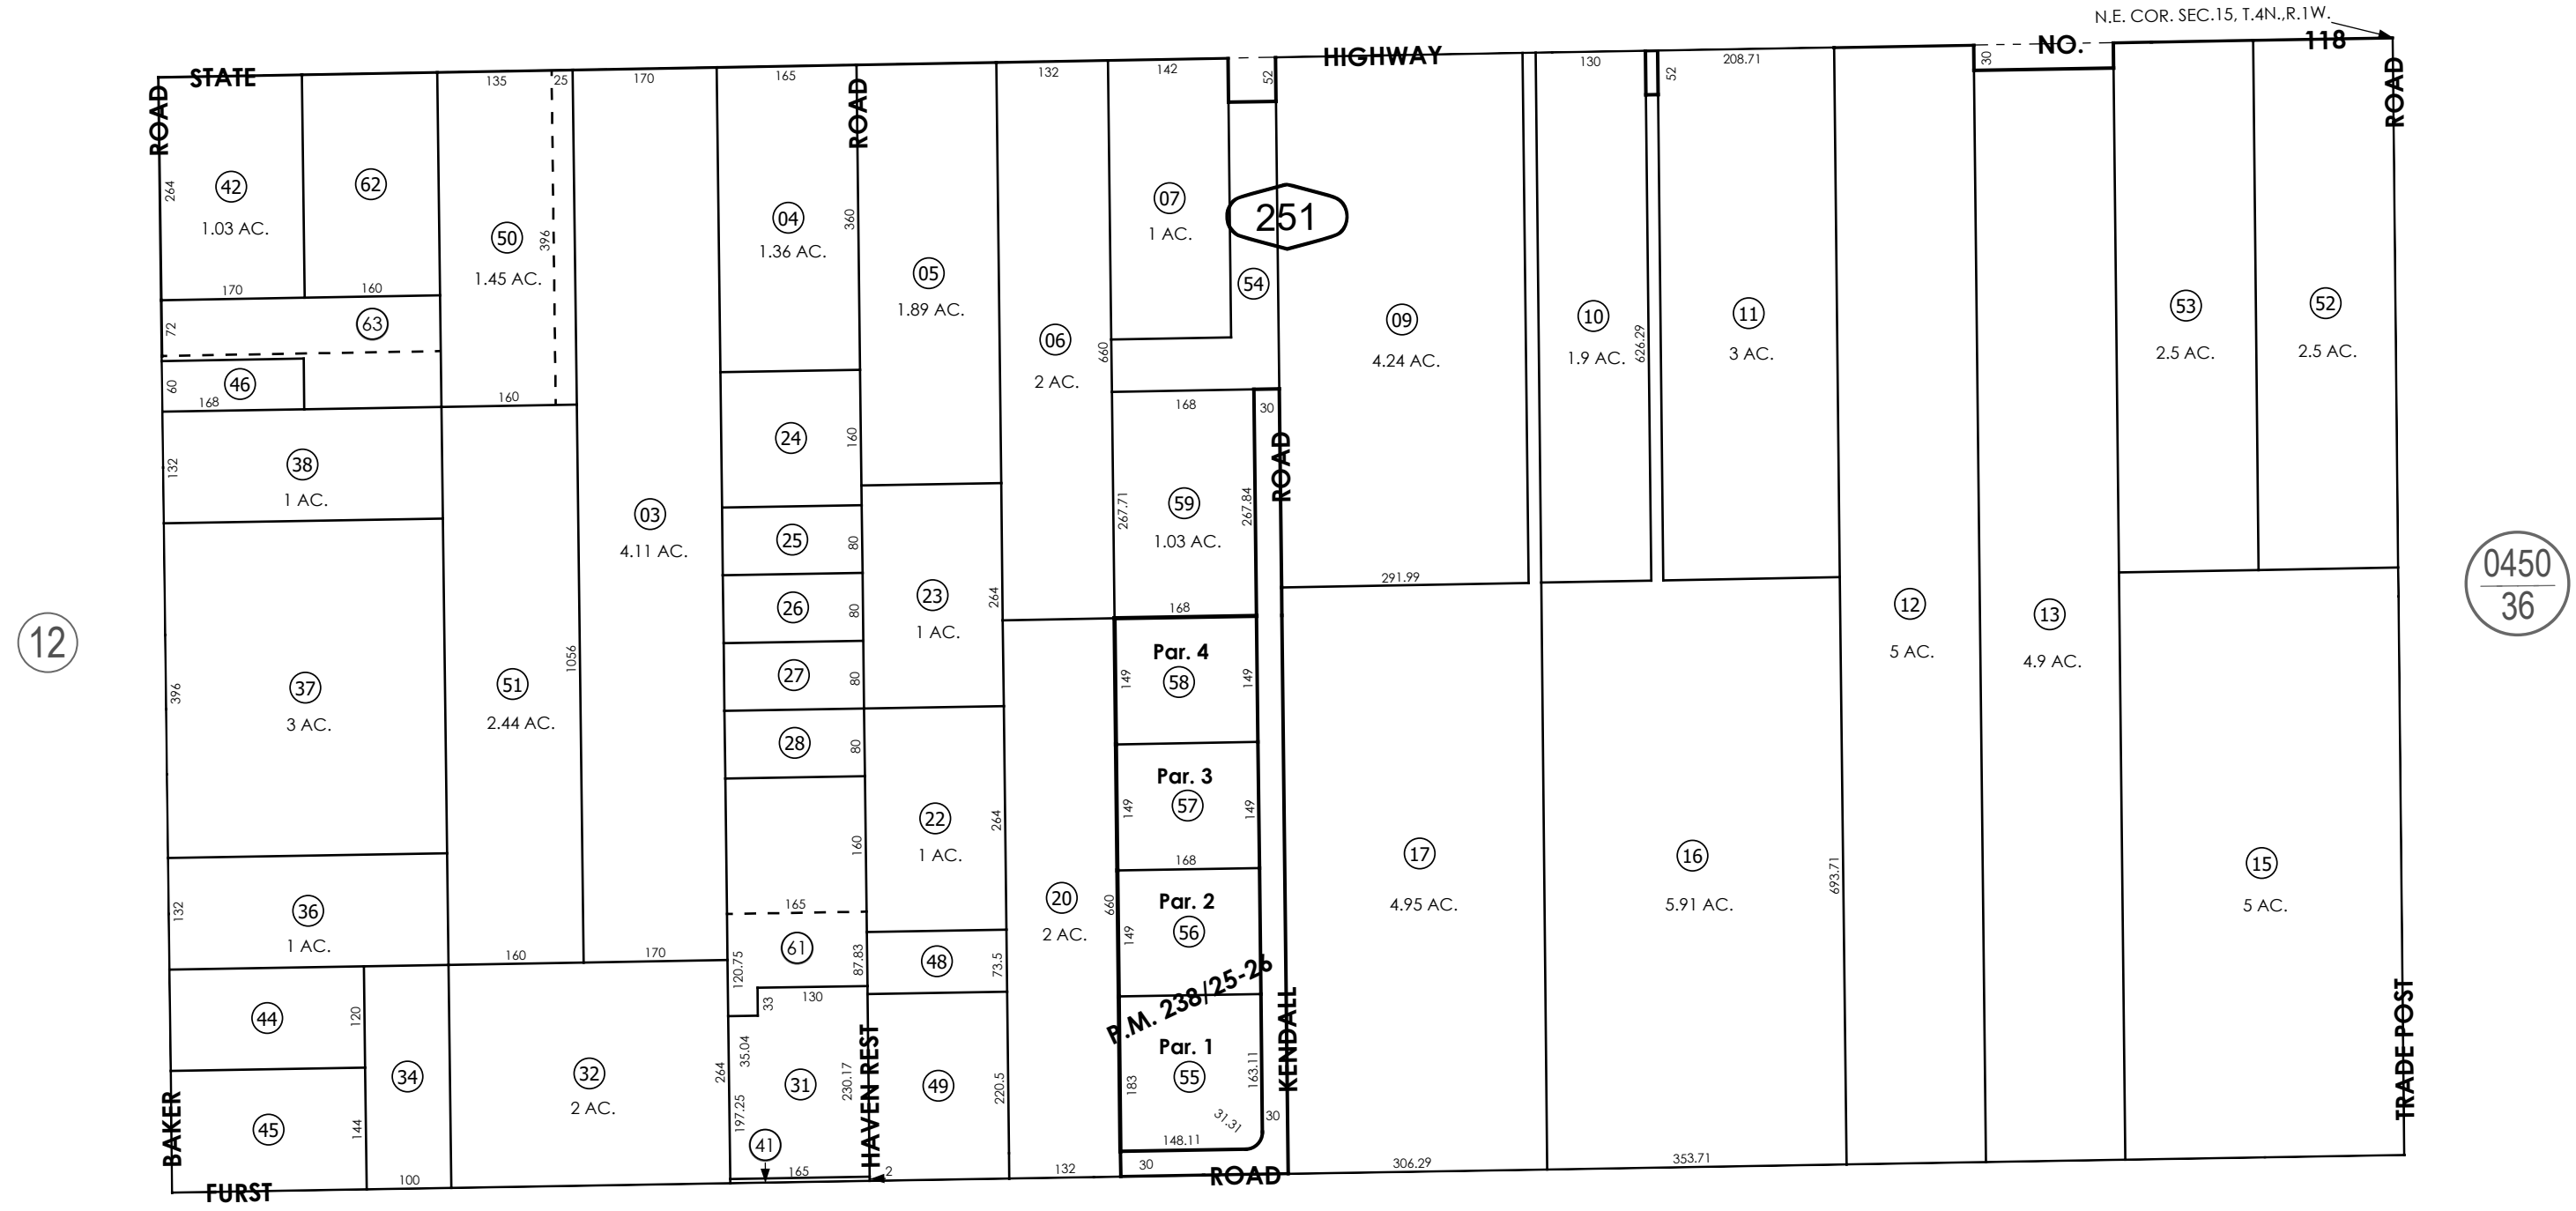 N.E. COR. SEC.15, T.4N.,R.1W.
STATE
HIGHWAY
NO.
118
ROAD
ROAD
ROAD
135
25
170
165
132
142
52
130
52
208.71
30
264
42
1.03 AC.
62
50
1.45 AC.
396
04
1.36 AC.
360
05
1.89 AC.
07
1 AC.
251
54
06
2 AC.
660
09
4.24 AC.
10
1.9 AC.
626.29
11
3 AC.
53
2.5 AC.
52
2.5 AC.
170
160
72
63
60
46
168
160
168
30
ROAD
132
38
1 AC.
24
160
03
4.11 AC.
25
80
26
80
27
80
28
80
267.71
59
1.03 AC.
267.84
168
291.99
23
1 AC.
264
12
5 AC.
13
4.9 AC.
12
0450
36
396
37
3 AC.
51
2.44 AC.
1056
Par. 4
149
58
149
Par. 3
149
57
149
168
22
1 AC.
264
160
17
4.95 AC.
16
5.91 AC.
693.71
15
5 AC.
132
36
1 AC.
160
170
165
61
120.75
87.83
48
73.5
20
2 AC.
660
Par. 2
149
56
P.M. 238/25-26
33
130
44
120
34
32
2 AC.
264
35.04
31
230.17
197.25
41
49
220.5
Par. 1
183
55
163.11
31.31
148.11
30
45
144
BAKER
HAVEN REST
KENDALL
TRADE POST
FURST
100
165
2
132
30
ROAD
306.29
353.71